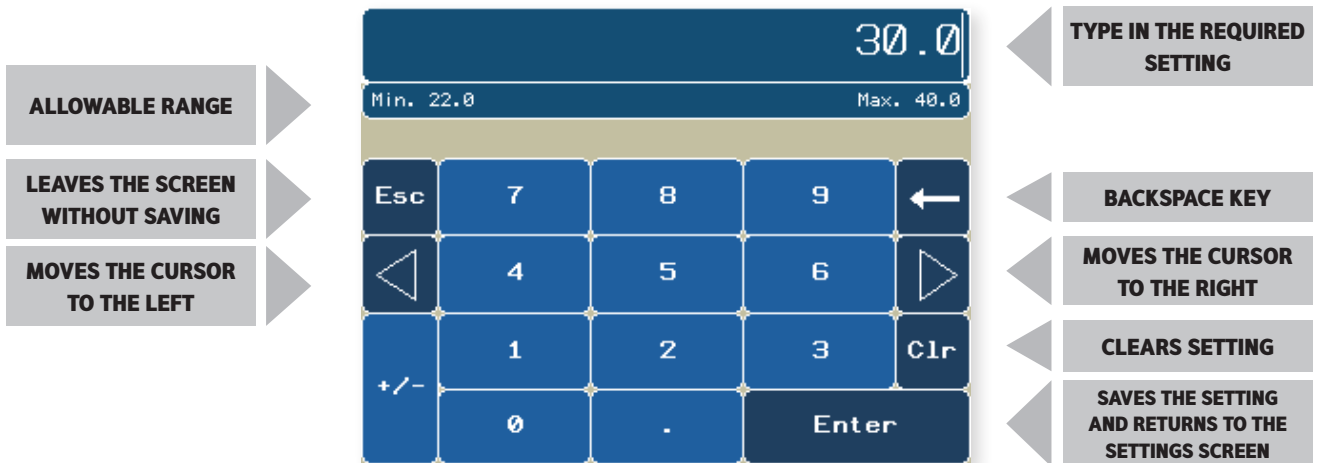 30.0
TYPE IN THE REQUIRED
SETTING
ALLOWABLE RANGE
Min. 22.0 Max. 40.0
LEAVES THE SCREEN
WITHOUT SAVING
Esc 7 8 9 ←
BACKSPACE KEY
MOVES THE CURSOR
TO THE LEFT
4 5 6
MOVES THE CURSOR
TO THE RIGHT
1 2 3 Clr
CLEARS SETTING
+/-
0 . Enter
SAVES THE SETTING
AND RETURNS TO THE
SETTINGS SCREEN